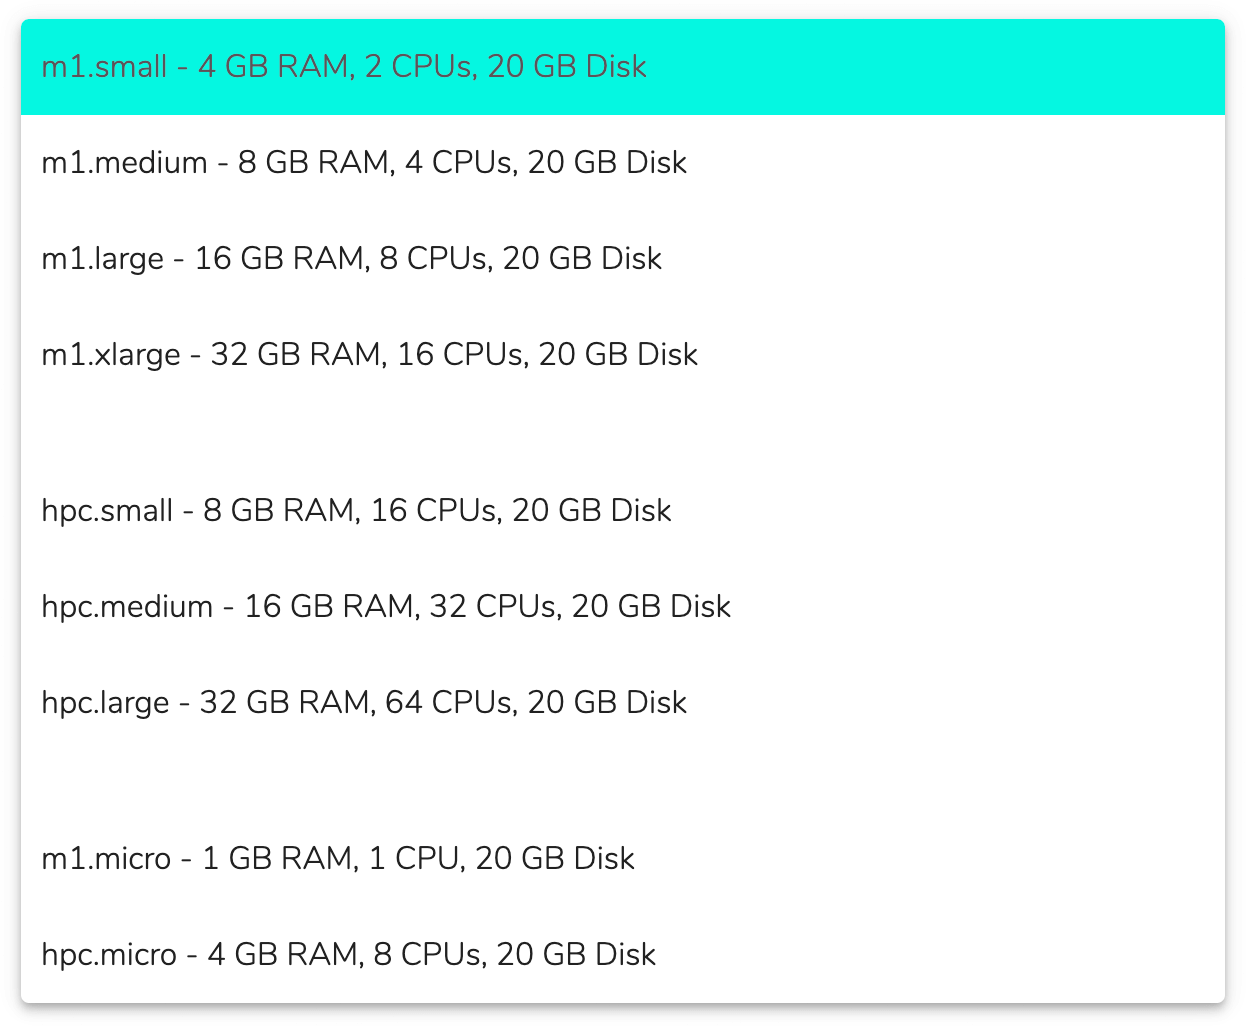 m1.small - 4 GB RAM, 2 CPUs, 20 GB Disk
m1.medium - 8 GB RAM, 4 CPUs, 20 GB Disk
m1.large - 16 GB RAM, 8 CPUs, 20 GB Disk
m1.xlarge - 32 GB RAM, 16 CPUs, 20 GB Disk
hpc.small - 8 GB RAM, 16 CPUs, 20 GB Disk
hpc.medium - 16 GB RAM, 32 CPUs, 20 GB Disk
hpc.large - 32 GB RAM, 64 CPUs, 20 GB Disk
m1.micro - 1 GB RAM, 1 CPU, 20 GB Disk
hpc.micro - 4 GB RAM, 8 CPUs, 20 GB Disk